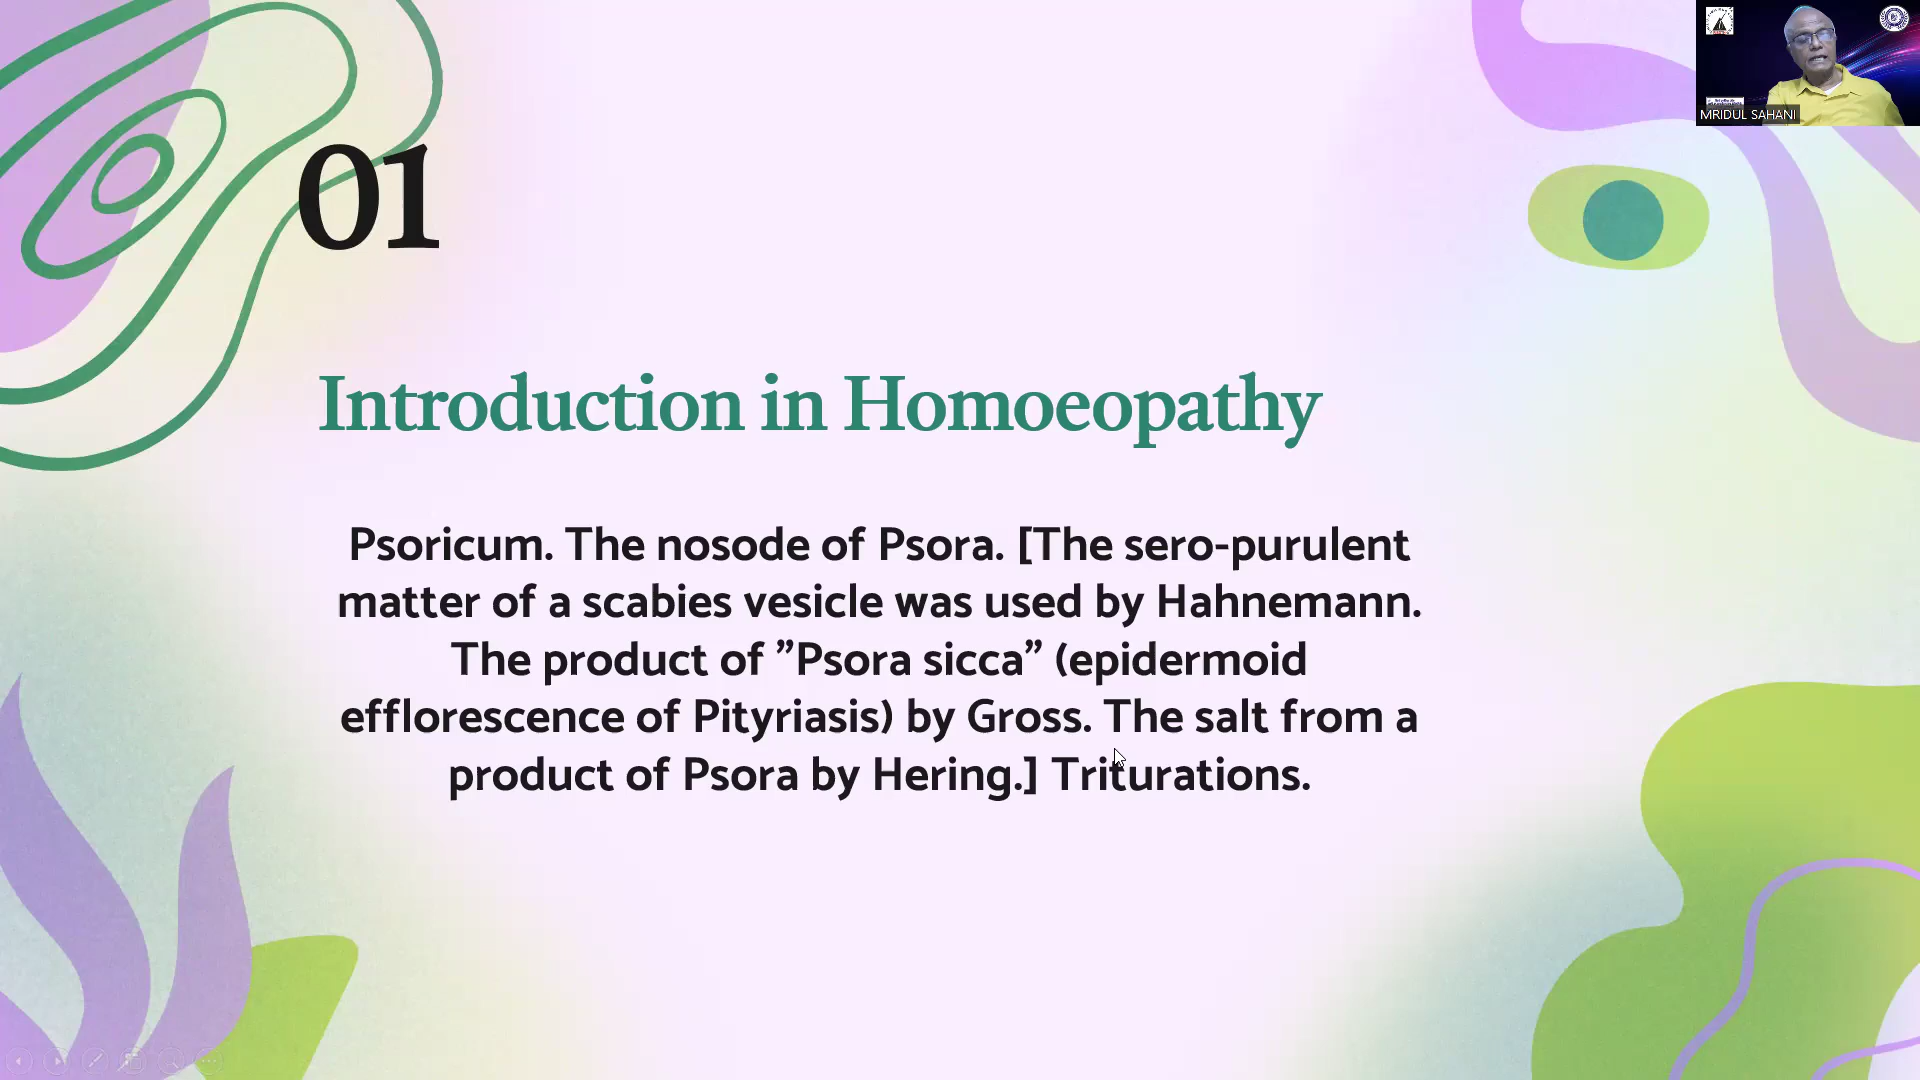 MRIDUL SAHANI
01
Introduction in Homoeopathy
Psoricum. The nosode of Psora. [The sero-purulent
matter of a scabies vesicle was used by Hahnemann.
The product of ”Psora sicca” (epidermoid
efflorescence of Pityriasis) by Gross. The salt from a
product of Psora by Hering.] Triturations.